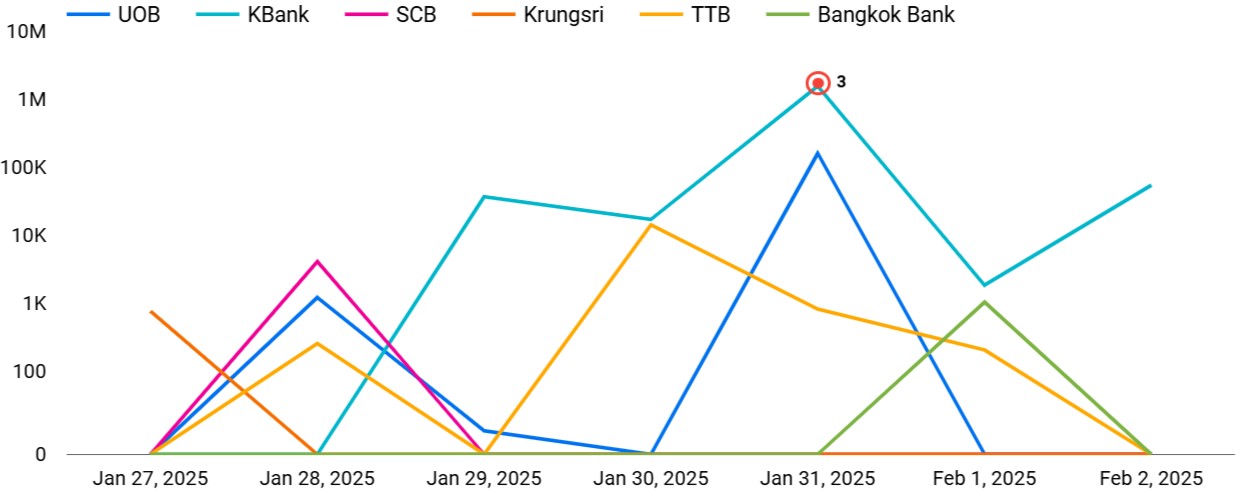 UOB KBank SCB Krungsri TTB Bangkok Bank
10M
3
1M
100K
10K
1K
100
0
Jan 27, 2025 Jan 28, 2025 Jan 29, 2025 Jan 30, 2025 Jan 31, 2025 Feb 1, 2025 Feb 2, 2025